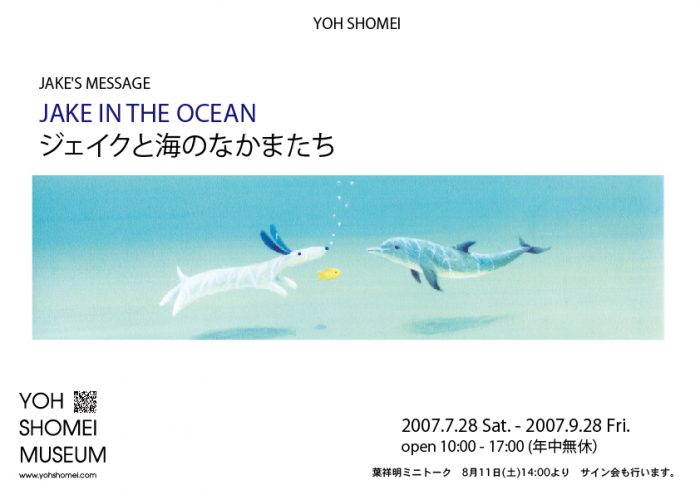 YOH SHOMEI
JAKE'S MESSAGE
JAKE IN THE OCEAN
ジェイクと海のなかまたち
YOH
SHOMEI
MUSEUM
www.yohshomei.com
2007.7.28 Sat. - 2007.9.28 Fri.
open 10:00 - 17:00 (年中無休)
葉祥明ミニトーク　8月11日(土)14:00より　サイン会も行います。